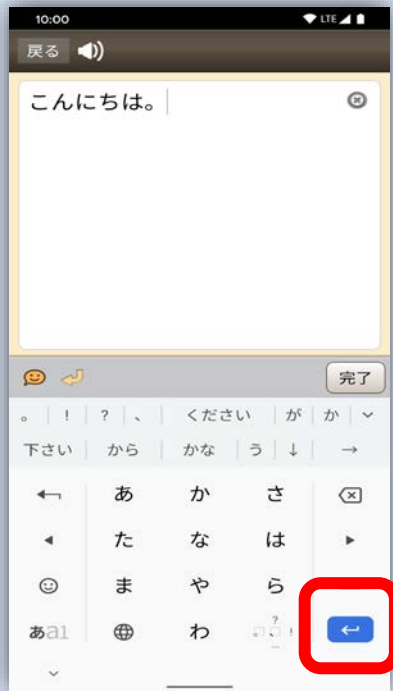 10:00 LTE
戻る
こんにちは。
完了
。 ! ? 、 ください が か
下さい から かな う ↓ →
あ か さ
た な は
ま や ら
あa1 わ 、。?!…